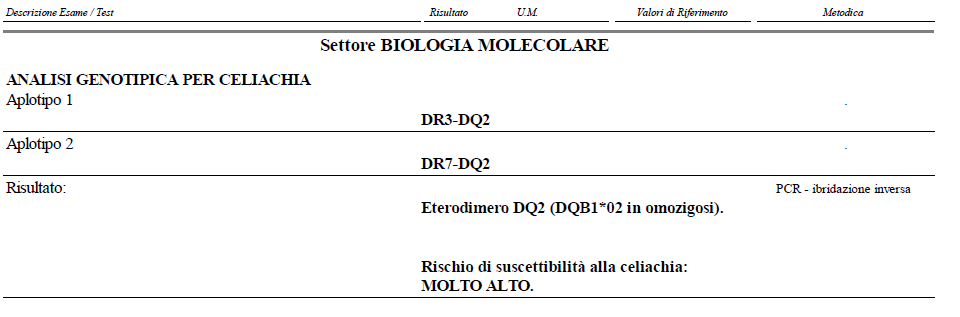 Descrizione Esame / Test Risultato U.M. Valori di Riferimento Metodica
Settore BIOLOGIA MOLECOLARE
ANALISI GENOTIPICA PER CELIACHIA
Aplotipo 1 .
DR3-DQ2
Aplotipo 2 .
DR7-DQ2
Risultato: PCR - ibridazione inversa
Eterodimero DQ2 (DQB1*02 in omozigosi).
Rischio di suscettibilità alla celiachia:
MOLTO ALTO.